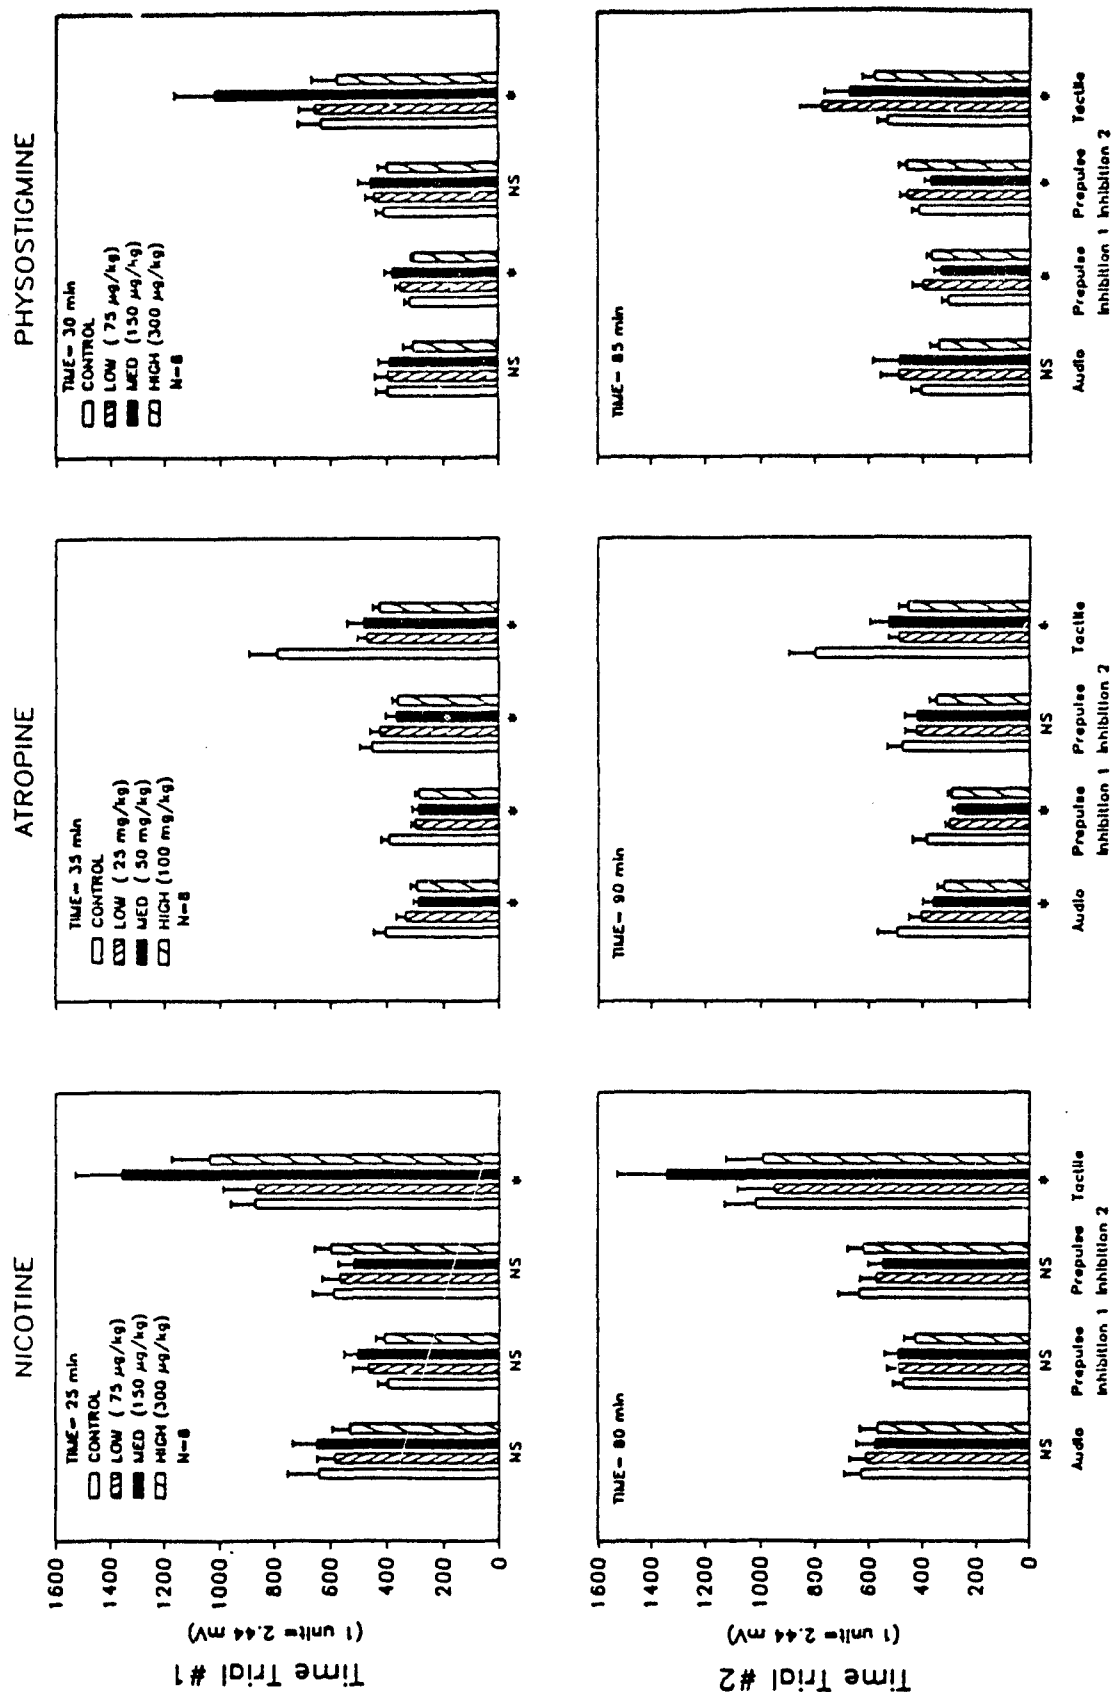 NICOTINE
ATROPINE
PHYSOSTIGMINE
Time Trial #1
(1 unit= 2.44 mV)
1600
1400
1200
1000
800
600
400
200
0
TIME= 25 min
CONTROL
LOW ( 75 µg/kg)
MED (150 µg/kg)
HIGH (300 µg/kg)
N=8
NS
NS
NS
*
TIME= 35 min
CONTROL
LOW ( 25 mg/kg)
MED ( 50 mg/kg)
HIGH (100 mg/kg)
N=8
*
*
*
*
TIME= 30 min
CONTROL
LOW ( 75 µg/kg)
MED (150 µg/kg)
HIGH (300 µg/kg)
N=8
NS
*
NS
*
Time Trial #2
(1 unit= 2.44 mV)
1600
1400
1200
1000
800
600
400
200
0
TIME= 80 min
NS
NS
NS
*
Audio Prepulse Prepulse Tactile
Inhibition 1 Inhibition 2
TIME= 90 min
*
*
NS
*
Audio Prepulse Prepulse Tactile
Inhibition 1 Inhibition 2
TIME= 85 min
NS
*
*
*
Audio Prepulse Prepulse Tactile
Inhibition 1 Inhibition 2